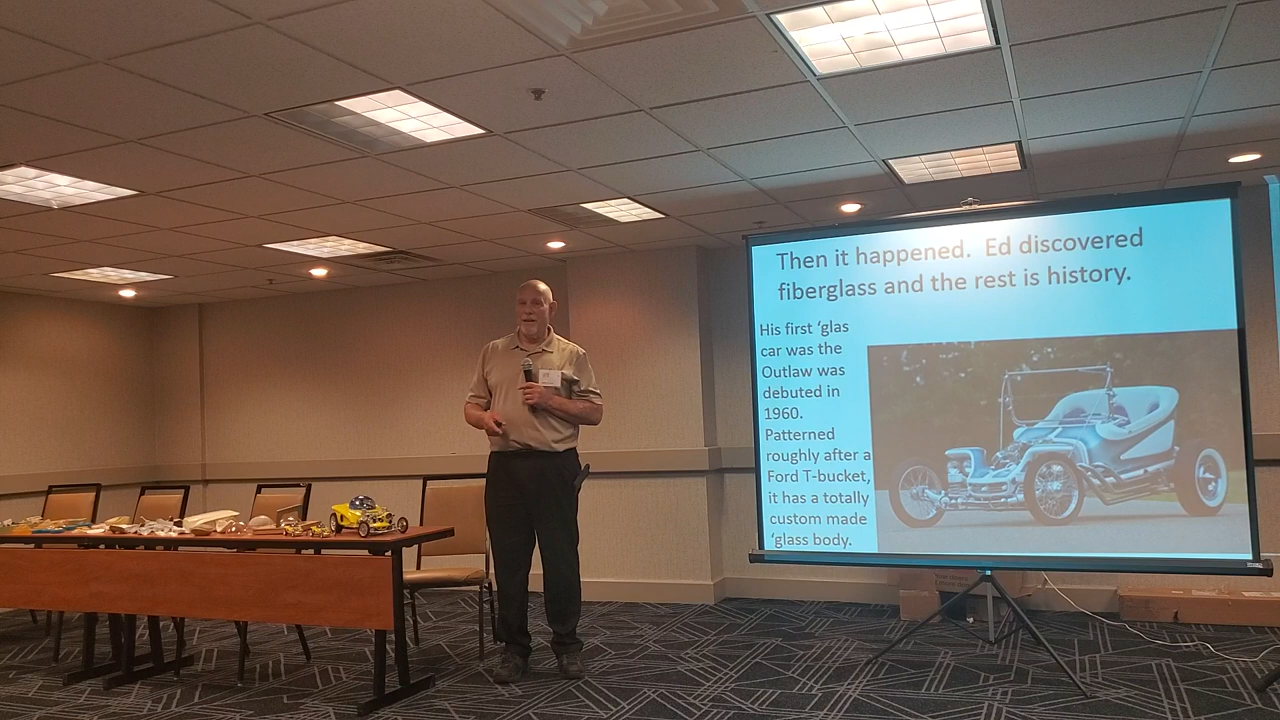 Then it happened.  Ed discovered
fiberglass and the rest is history.
His first ‘glas
car was the
Outlaw was
debuted in
1960.
Patterned
roughly after a
Ford T-bucket,
it has a totally
custom made
‘glass body.